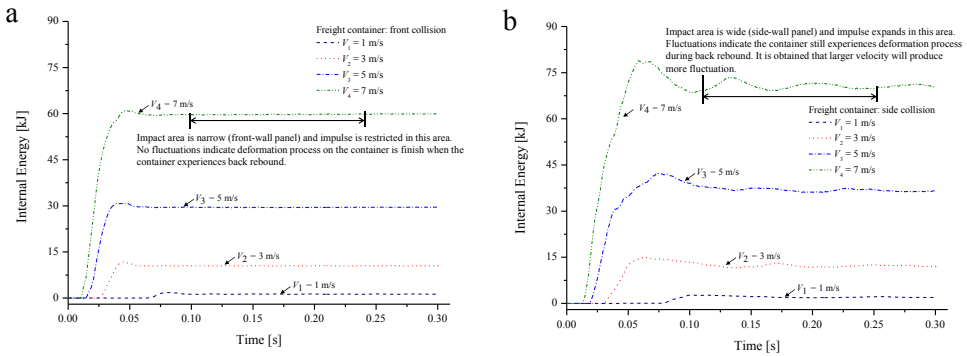 a
90
75
60
45
30
15
0
Internal Energy [kJ]
0.00 0.05 0.10 0.15 0.20 0.25 0.30
Time [s]
Freight container: front collision
V1 = 1 m/s
V2 = 3 m/s
V3 = 5 m/s
V4 = 7 m/s
V4 = 7 m/s
Impact area is narrow (front-wall panel) and impulse is restricted in this area.
No fluctuations indicate deformation process on the container is finish when the
container experiences back rebound.
V3 = 5 m/s
V2 = 3 m/s
V1 = 1 m/s
b
90
75
60
45
30
15
0
Internal Energy [kJ]
0.00 0.05 0.10 0.15 0.20 0.25 0.30
Time [s]
Impact area is wide (side-wall panel) and impulse expands in this area.
Fluctuations indicate the container still experiences deformation process
during back rebound. It is obtained that larger velocity will produce
more fluctuation.
V4 = 7 m/s
Freight container: side collision
V1 = 1 m/s
V2 = 3 m/s
V3 = 5 m/s
V4 = 7 m/s
V3 = 5 m/s
V2 = 3 m/s
V1 = 1 m/s